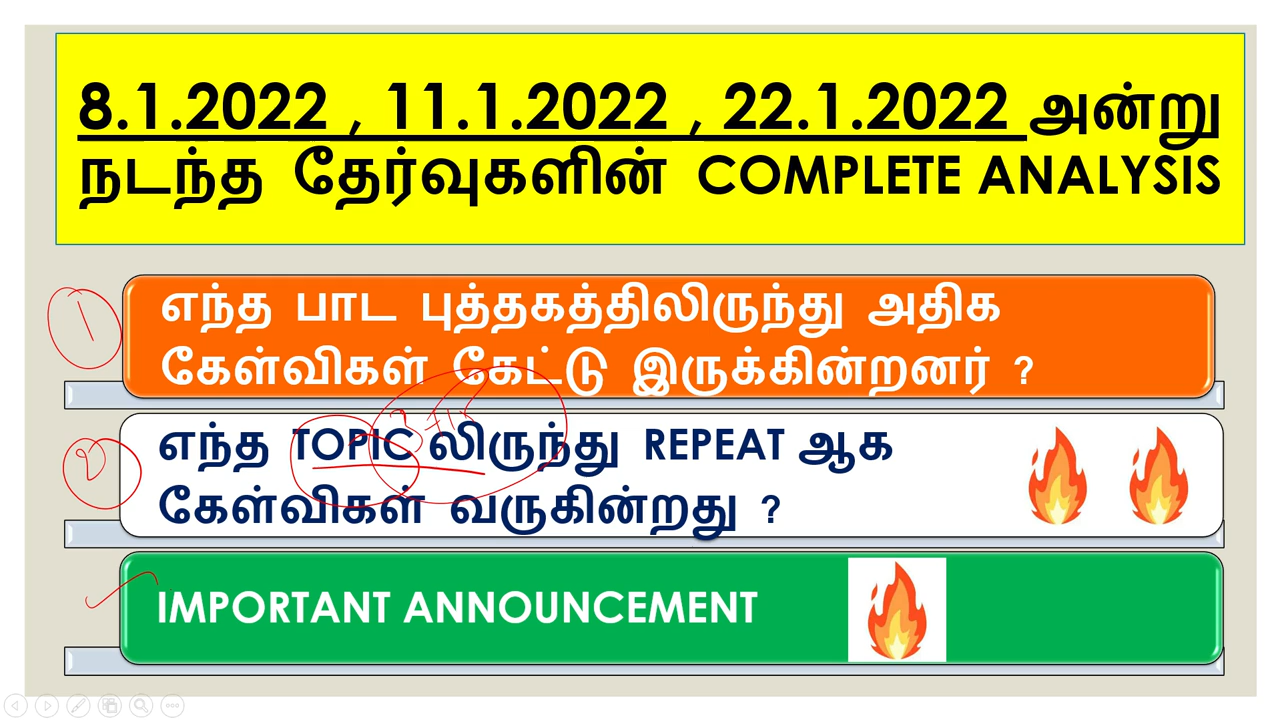 8.1.2022 , 11.1.2022 , 22.1.2022 அன்று
நடந்த தேர்வுகளின் COMPLETE ANALYSIS
எந்த பாட புத்தகத்திலிருந்து அதிக
கேள்விகள் கேட்டு இருக்கின்றனர் ?
எந்த TOPIC லிருந்து REPEAT ஆக
கேள்விகள் வருகின்றது ?
IMPORTANT ANNOUNCEMENT